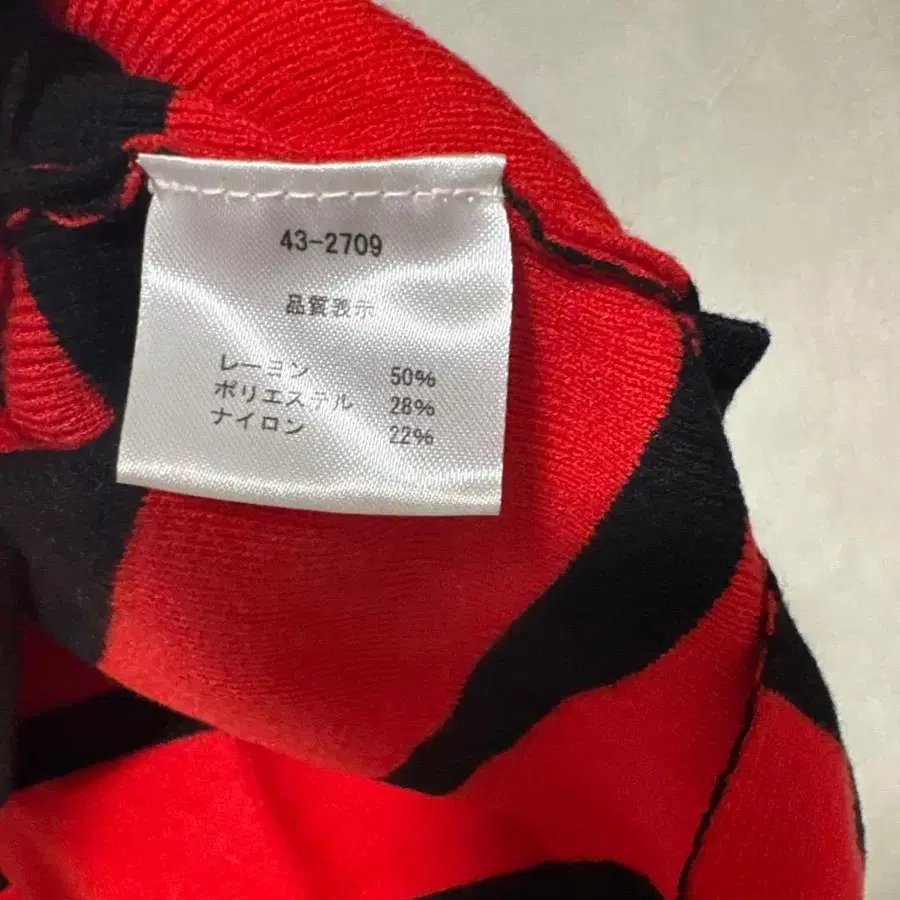 43-2709
品質表示
レーヨン 50%
ポリエステル 28%
ナイロン 22%